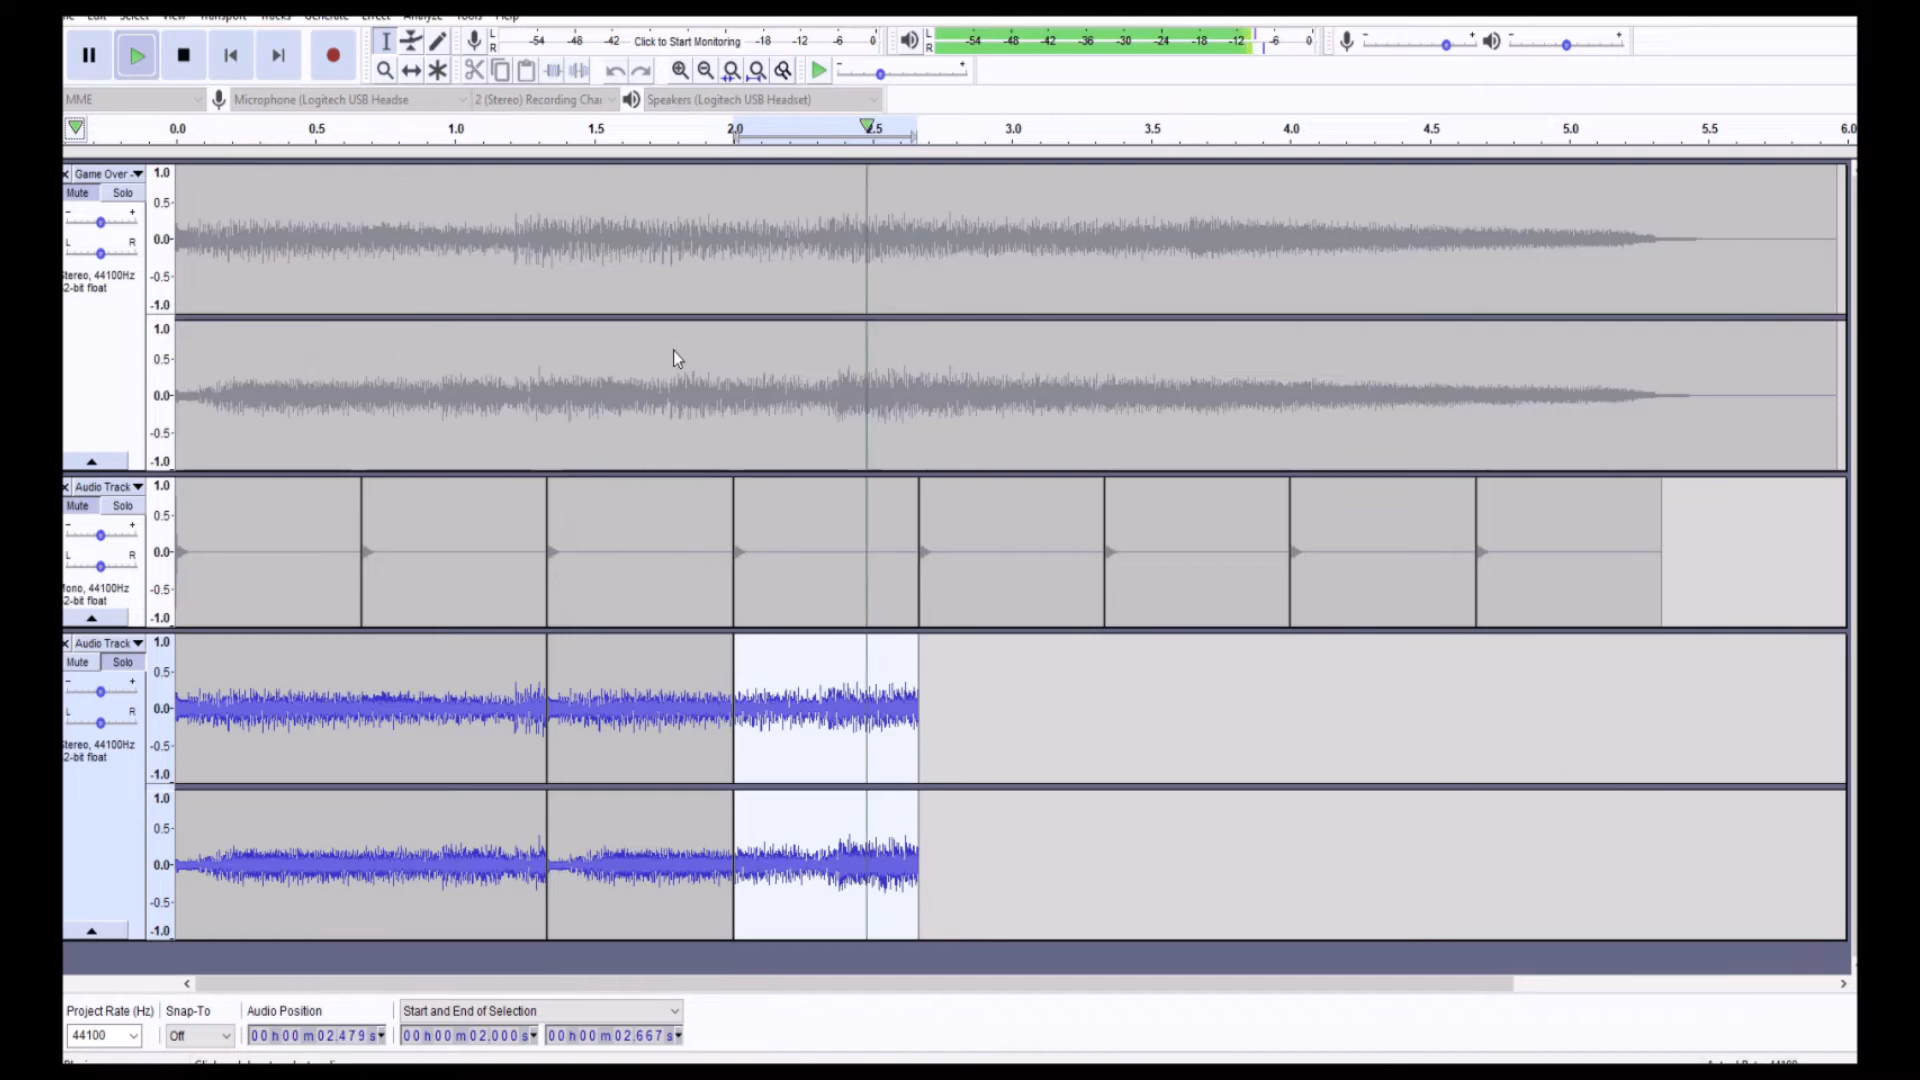 Edit Select View Transport Tracks Generate Effect Analyze Tools Help
L
R
-54 -48 -42 Click to Start Monitoring -18 -12 -6 0
L
R
-54 -48 -42 -36 -30 -24 -18 -12 -6 0
MME Microphone (Logitech USB Headse 2 (Stereo) Recording Chai Speakers (Logitech USB Headset)
0.0 0.5 1.0 1.5 2.0 2.5 3.0 3.5 4.0 4.5 5.0 5.5 6.0
x Game Over -
Mute Solo
- +
L R
Stereo, 44100Hz
32-bit float
1.0
0.5-
0.0-
-0.5-
-1.0
1.0
0.5-
0.0-
-0.5-
-1.0
x Audio Track
Mute Solo
- +
L R
Mono, 44100Hz
32-bit float
1.0
0.5-
0.0-
-0.5-
-1.0
x Audio Track
Mute Solo
- +
L R
Stereo, 44100Hz
32-bit float
1.0
0.5-
0.0-
-0.5-
-1.0
1.0
0.5-
0.0-
-0.5-
-1.0
Project Rate (Hz) Snap-To Audio Position Start and End of Selection
44100 Off 00 h 00 m 02.479 s 00 h 00 m 02.000 s 00 h 00 m 02.667 s